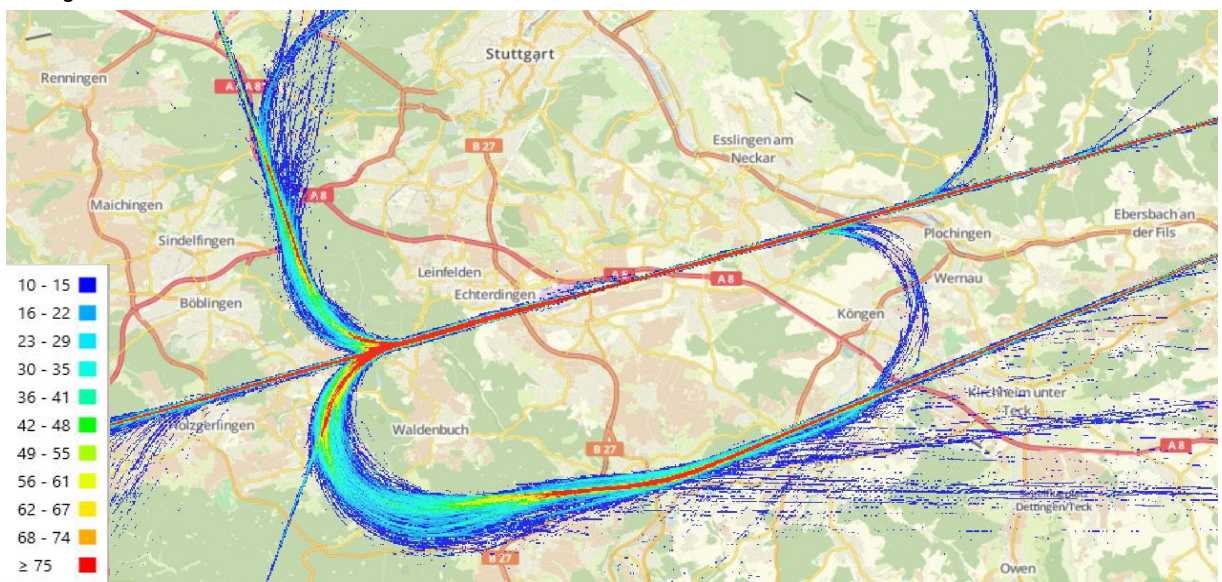 Stuttgart
Renningen
A 8
B 27
Esslingen am
Neckar
A 8
Maichingen
Sindelfingen
Ebersbach an
der Fils
Plochingen
Leinfelden
Echterdingen
A 8
A 8
Wernau
Böblingen
Köngen
Kirchheim unter
Teck
Holzgerfingen
Waldenbuch
B 27
A 8
Dettingen/Teck
B 27
Owen
10 - 15
16 - 22
23 - 29
30 - 35
36 - 41
42 - 48
49 - 55
56 - 61
62 - 67
68 - 74
≥ 75